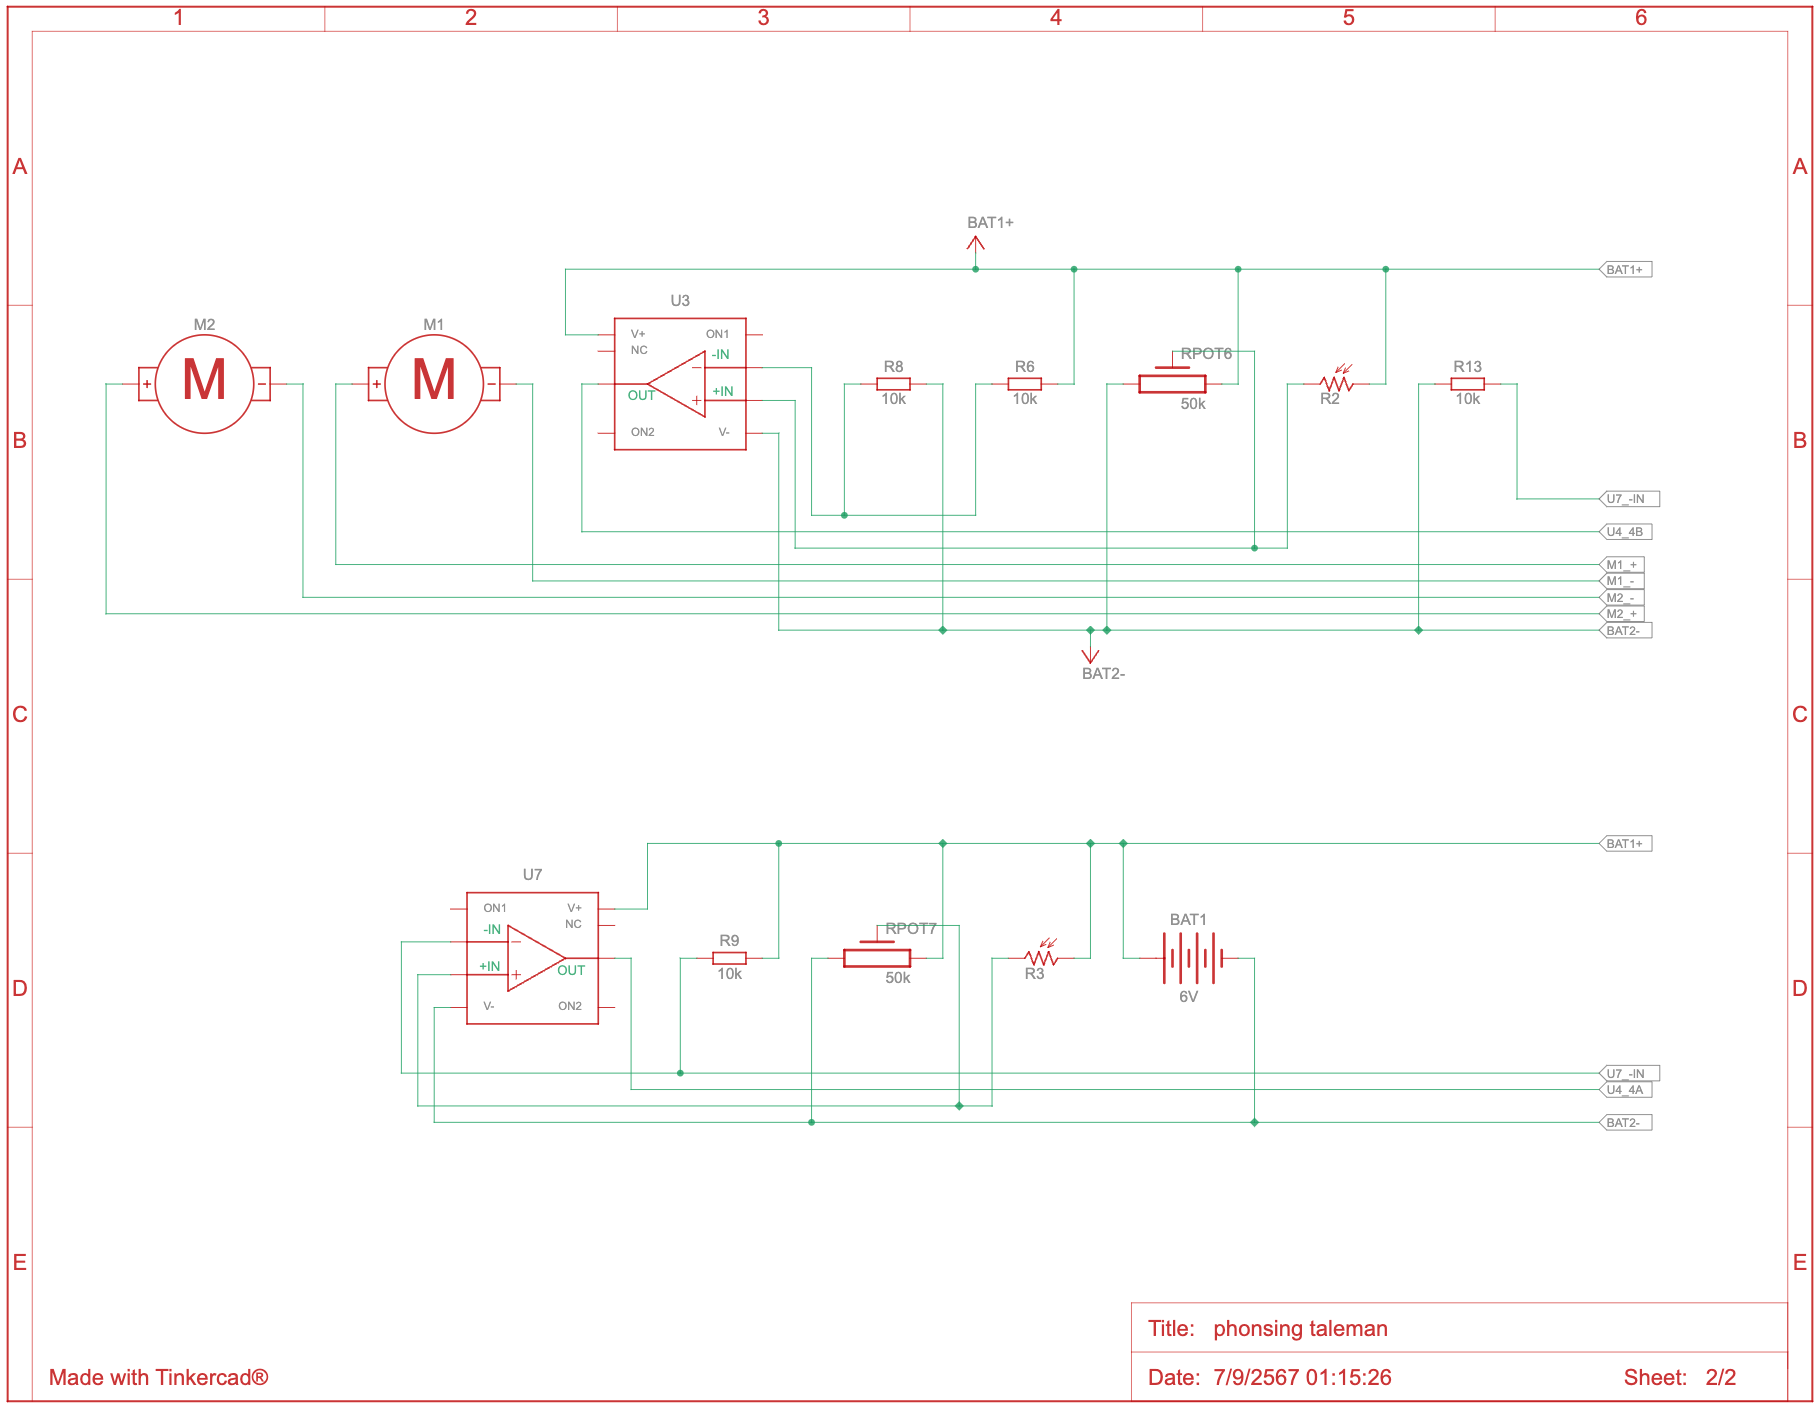 1 2 3 4 5 6
A A
BAT1+
BAT1+
U3
M2 M1
V+ ON1
NC -IN
RPOT6
M M
+ - + -
R8 R6 R13
+IN
OUT
10k 10k 50k R2 10k
ON2 V-
B B
U7_-IN
U4_4B
M1_+
M1_-
M2_-
M2_+
BAT2-
BAT2-
C C
BAT1+
U7
ON1 V+
NC
-IN
BAT1
RPOT7
R9
+IN
OUT
10k 50k R3
6V
V- ON2
D D
U7_-IN
U4_4A
BAT2-
E E
Title: phonsing taleman
Made with Tinkercad®
Date: 7/9/2567 01:15:26 Sheet: 2/2